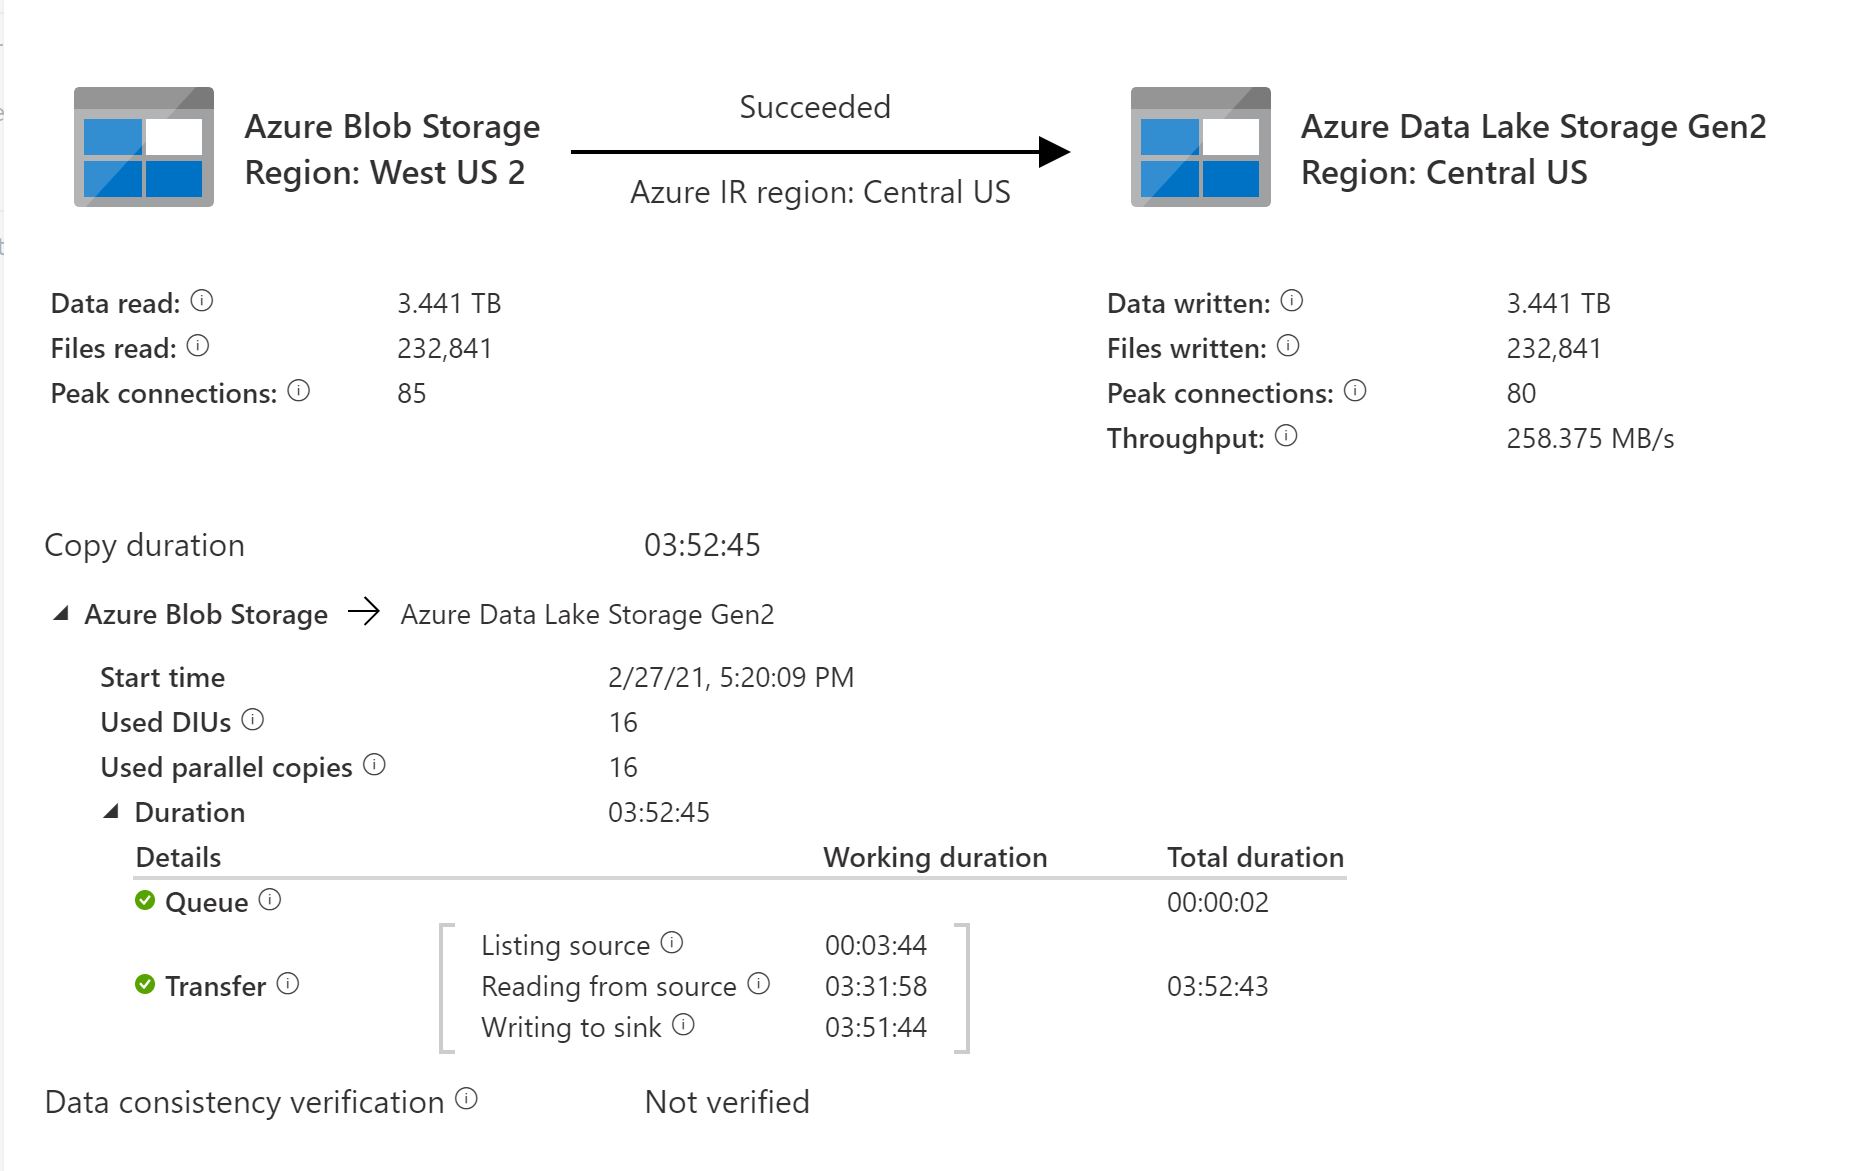 Azure Blob Storage
Region: West US 2
Succeeded
Azure IR region: Central US
Azure Data Lake Storage Gen2
Region: Central US
Data read: 3.441 TB
Files read: 232,841
Peak connections: 85
Data written: 3.441 TB
Files written: 232,841
Peak connections: 80
Throughput: 258.375 MB/s
Copy duration 03:52:45
Azure Blob Storage → Azure Data Lake Storage Gen2
Start time 2/27/21, 5:20:09 PM
Used DIUs 16
Used parallel copies 16
Duration 03:52:45
Details Working duration Total duration
Queue 00:00:02
Listing source 00:03:44
Transfer Reading from source 03:31:58 03:52:43
Writing to sink 03:51:44
Data consistency verification Not verified